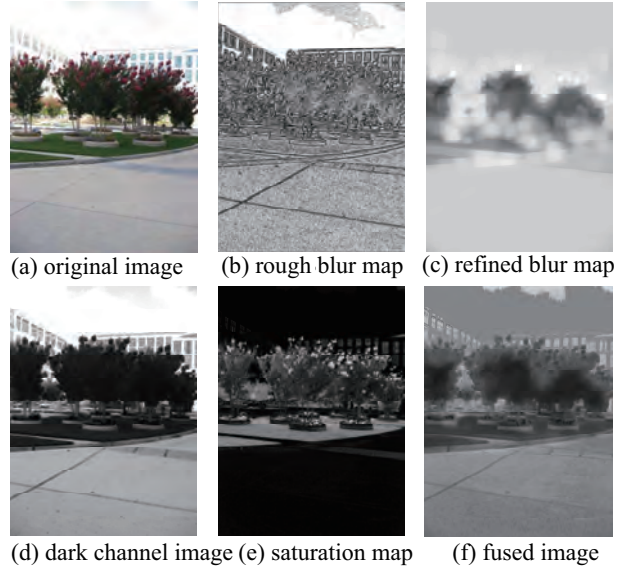 (a) original image
(b) rough blur map
(c) refined blur map
(d) dark channel image
(e) saturation map
(f) fused image